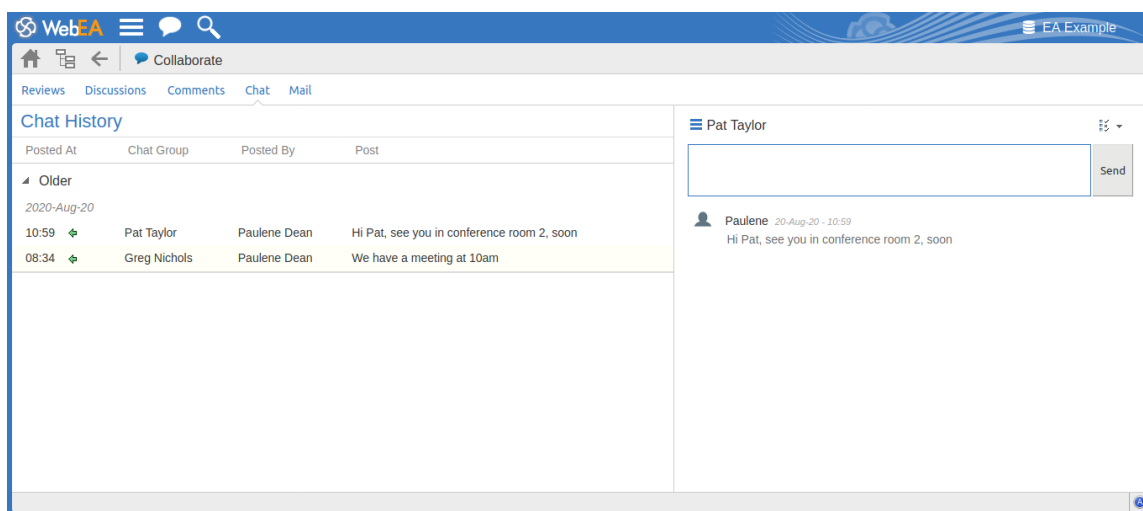 WebEA EA Example
Collaborate
Reviews Discussions Comments Chat Mail
Chat History
Posted At Chat Group Posted By Post
Older
2020-Aug-20
10:59 Pat Taylor Paulene Dean Hi Pat, see you in conference room 2, soon
08:34 Greg Nichols Paulene Dean We have a meeting at 10am
Pat Taylor
Send
Paulene 20-Aug-20 - 10:59
Hi Pat, see you in conference room 2, soon